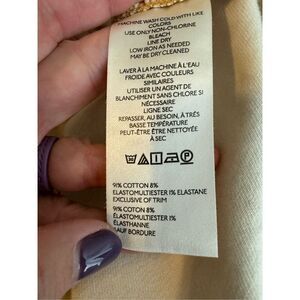 MACHINE WASH COLD WITH LIKE
COLORS
USE ONLY NON-CHLORINE
BLEACH
LINE DRY
LOW IRON AS NEEDED
MAY BE DRY CLEANED
LAVER À LA MACHINE À L'EAU
FROIDE AVEC COULEURS
SIMILAIRES
UTILISER UN AGENT DE
BLANCHIMENT SANS CHLORE SI
NÉCESSAIRE
LIGNE SEC
REPASSER, AU BESOIN, À TRÈS
BASSE TEMPÉRATURE
PEUT-ÊTRE ÊTRE NETTOYÉE
À SEC
91% COTTON 8%
ELASTOMULTIESTER 1% ELASTANE
EXCLUSIVE OF TRIM
91% COTON 8%
ÉLASTOMULTIESTER 1%
ÉLASTHANNE
SAUF BORDURE